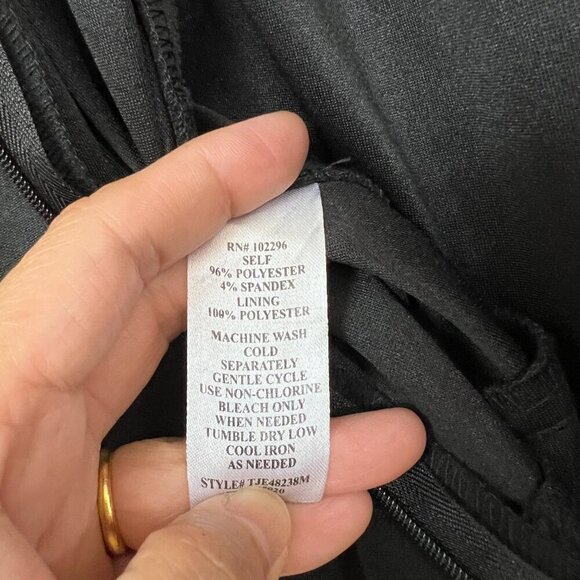 RN# 102296
SELF
96% POLYESTER
4% SPANDEX
LINING
100% POLYESTER
MACHINE WASH
COLD
SEPARATELY
GENTLE CYCLE
USE NON-CHLORINE
BLEACH ONLY
WHEN NEEDED
TUMBLE DRY LOW
COOL IRON
AS NEEDED
STYLE# TJE48238M